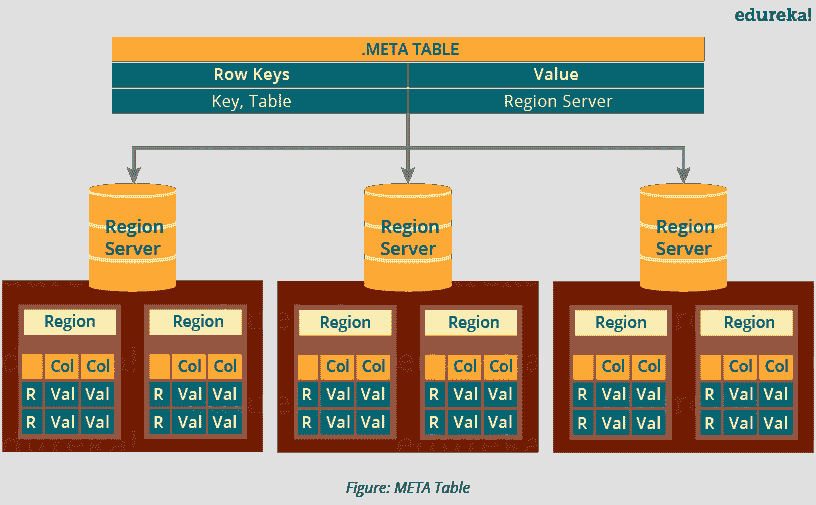 edureka!
.META TABLE
Row Keys Value
Key, Table Region Server
Region Server
Region Server
Region Server
Region Region Region Region Region Region
Col Col Col Col Col Col Col Col Col Col Col Col
R Val Val R Val Val R Val Val R Val Val R Val Val R Val Val
R Val Val R Val Val R Val Val R Val Val R Val Val R Val Val
Figure: META Table